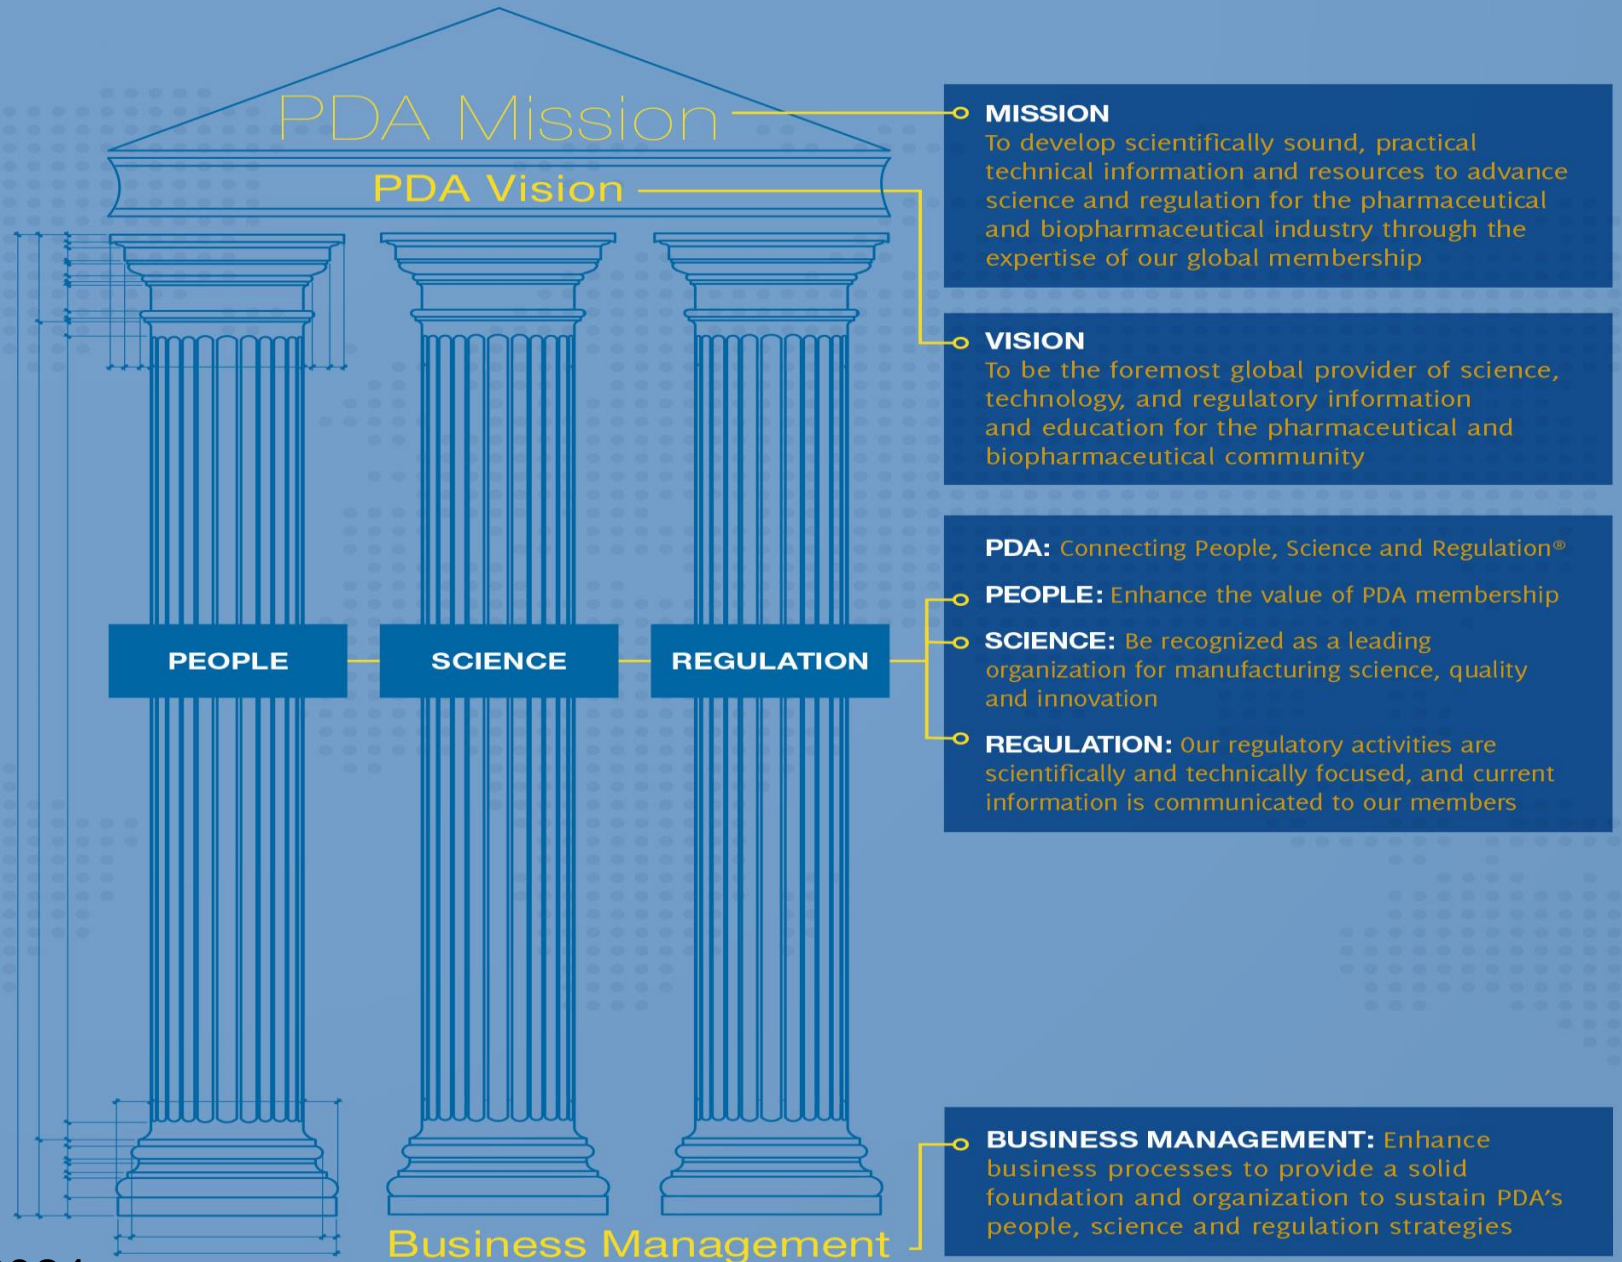 PDA Mission
PDA Vision
MISSION
To develop scientifically sound, practical
technical information and resources to advance
science and regulation for the pharmaceutical
and biopharmaceutical industry through the
expertise of our global membership
VISION
To be the foremost global provider of science,
technology, and regulatory information
and education for the pharmaceutical and
biopharmaceutical community
PDA: Connecting People, Science and Regulation®
PEOPLE: Enhance the value of PDA membership
SCIENCE: Be recognized as a leading
organization for manufacturing science, quality
and innovation
REGULATION: Our regulatory activities are
scientifically and technically focused, and current
information is communicated to our members
PEOPLE
SCIENCE
REGULATION
BUSINESS MANAGEMENT: Enhance
business processes to provide a solid
foundation and organization to sustain PDA's
people, science and regulation strategies
Business Management